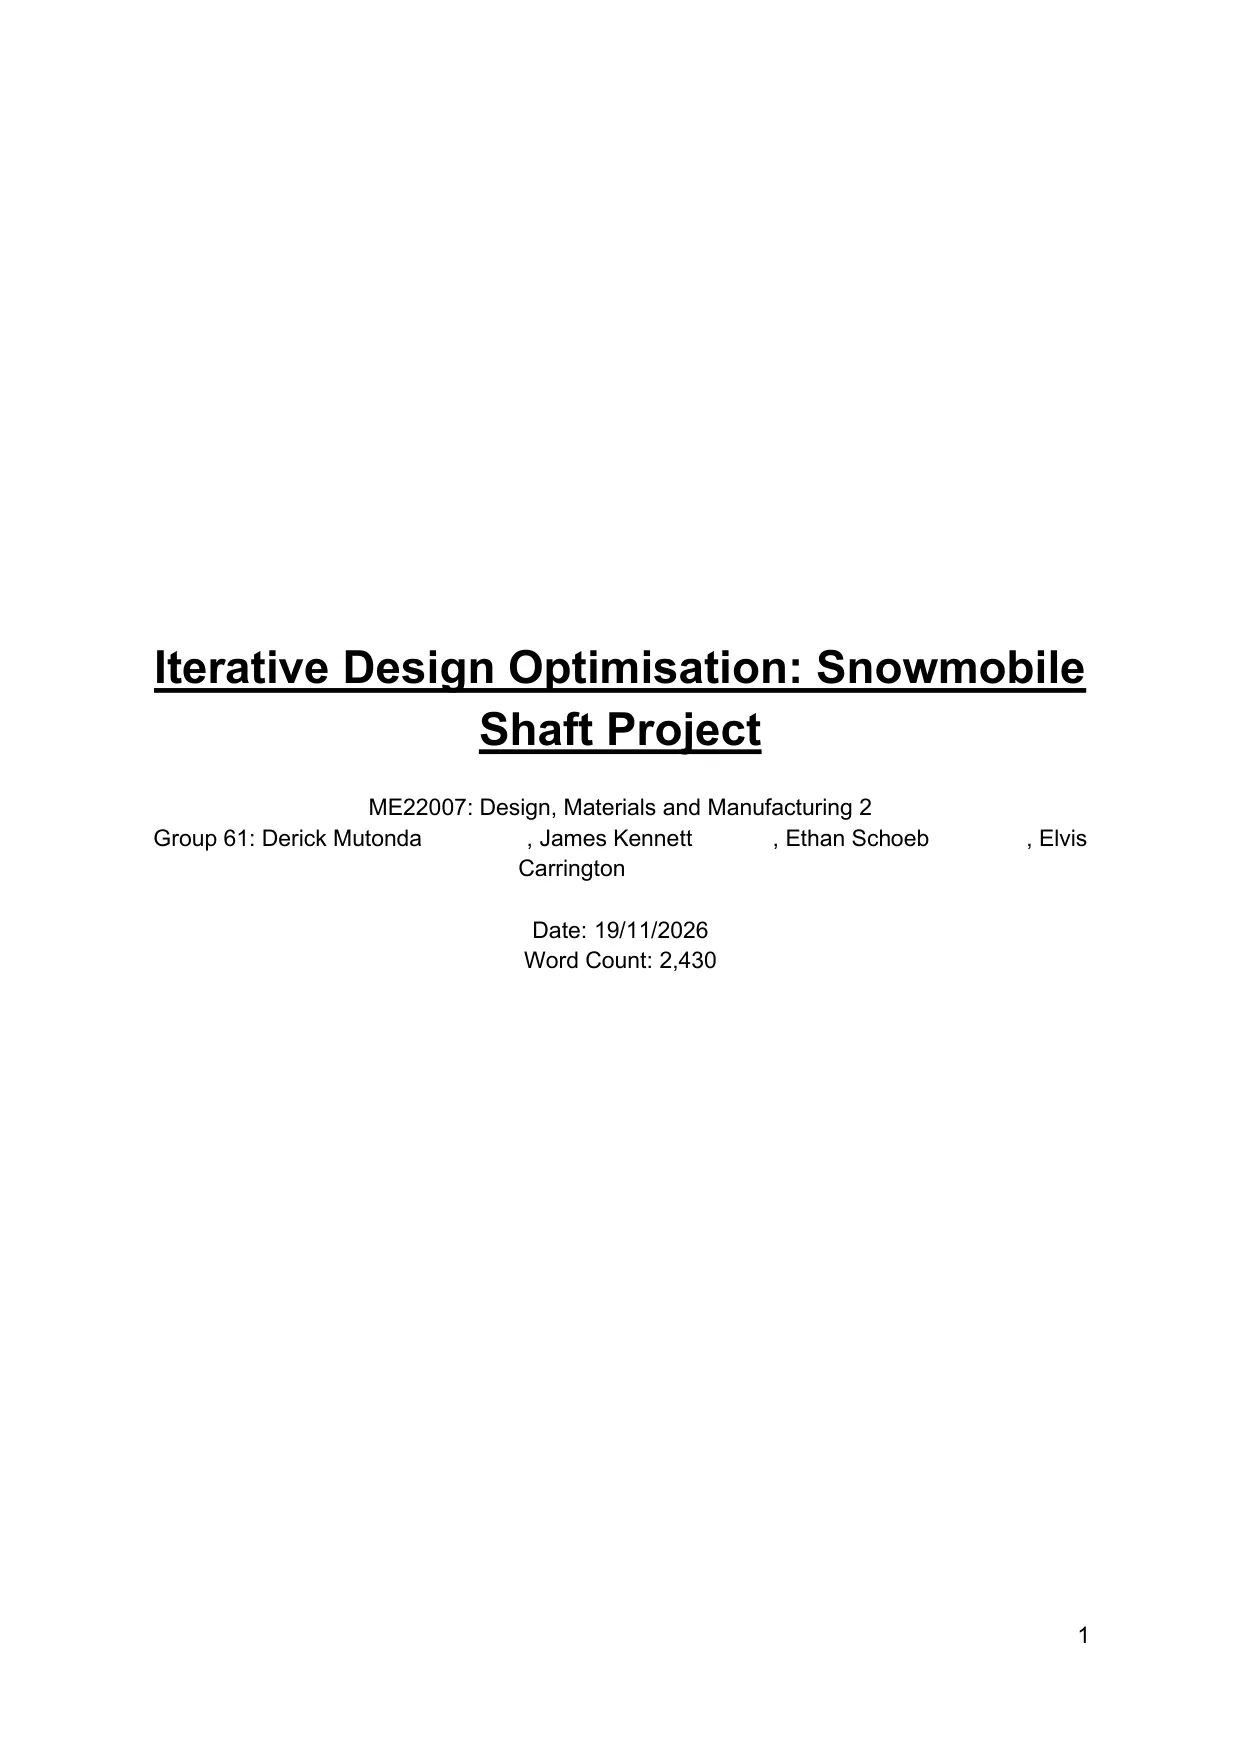 Iterative Design Optimisation: Snowmobile
Shaft Project
ME22007: Design, Materials and Manufacturing 2
Group 61: Derick Mutonda , James Kennett , Ethan Schoeb , Elvis
Carrington
Date: 19/11/2026
Word Count: 2,430
1